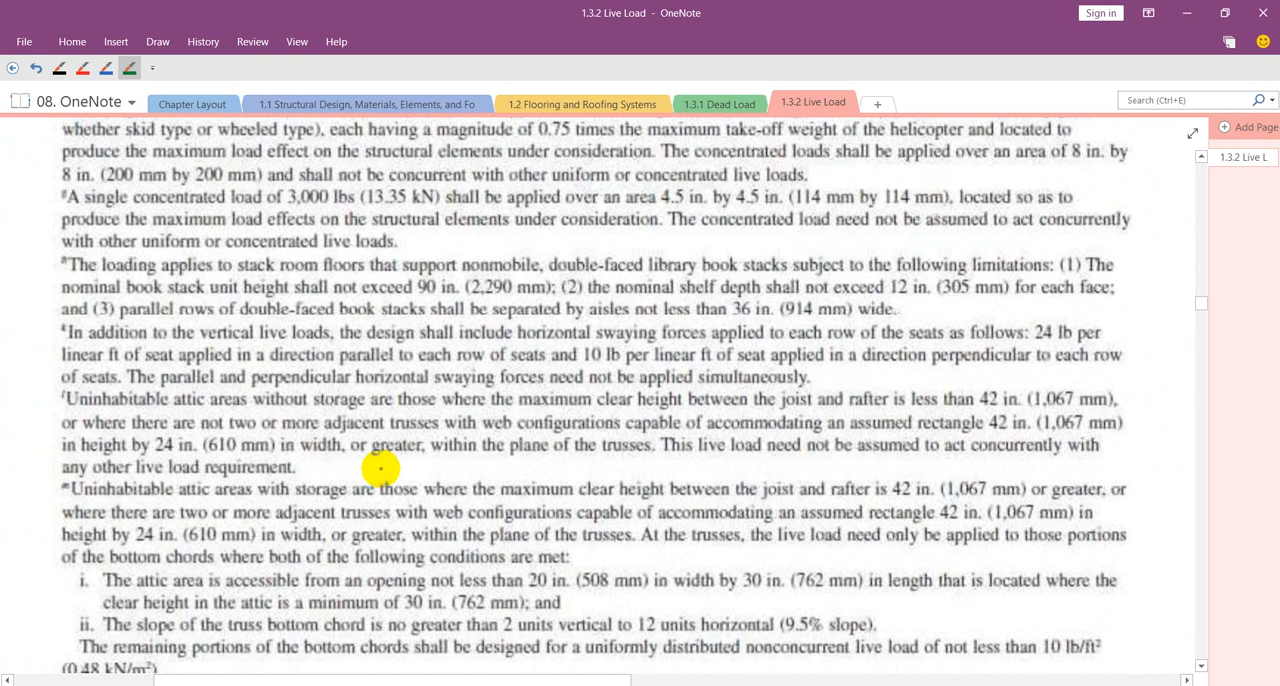 1.3.2 Live Load - OneNote
Sign in
File Home Insert Draw History Review View Help
08. OneNote
Chapter Layout
1.1 Structural Design, Materials, Elements, and Fo
1.2 Flooring and Roofing Systems
1.3.1 Dead Load
1.3.2 Live Load
+
Search (Ctrl+E)
Add Page
1.3.2 Live L
whether skid type or wheeled type), each having a magnitude of 0.75 times the maximum take-off weight of the helicopter and located to
produce the maximum load effect on the structural elements under consideration. The concentrated loads shall be applied over an area of 8 in. by
8 in. (200 mm by 200 mm) and shall not be concurrent with other uniform or concentrated live loads.
ᵍA single concentrated load of 3,000 lbs (13.35 kN) shall be applied over an area 4.5 in. by 4.5 in. (114 mm by 114 mm), located so as to
produce the maximum load effects on the structural elements under consideration. The concentrated load need not be assumed to act concurrently
with other uniform or concentrated live loads.
ʰThe loading applies to stack room floors that support nonmobile, double-faced library book stacks subject to the following limitations: (1) The
nominal book stack unit height shall not exceed 90 in. (2,290 mm); (2) the nominal shelf depth shall not exceed 12 in. (305 mm) for each face;
and (3) parallel rows of double-faced book stacks shall be separated by aisles not less than 36 in. (914 mm) wide.
ᵏIn addition to the vertical live loads, the design shall include horizontal swaying forces applied to each row of the seats as follows: 24 lb per
linear ft of seat applied in a direction parallel to each row of seats and 10 lb per linear ft of seat applied in a direction perpendicular to each row
of seats. The parallel and perpendicular horizontal swaying forces need not be applied simultaneously.
ˡUninhabitable attic areas without storage are those where the maximum clear height between the joist and rafter is less than 42 in. (1,067 mm),
or where there are not two or more adjacent trusses with web configurations capable of accommodating an assumed rectangle 42 in. (1,067 mm)
in height by 24 in. (610 mm) in width, or greater, within the plane of the trusses. This live load need not be assumed to act concurrently with
any other live load requirement.
ᵐUninhabitable attic areas with storage are those where the maximum clear height between the joist and rafter is 42 in. (1,067 mm) or greater, or
where there are two or more adjacent trusses with web configurations capable of accommodating an assumed rectangle 42 in. (1,067 mm) in
height by 24 in. (610 mm) in width, or greater, within the plane of the trusses. At the trusses, the live load need only be applied to those portions
of the bottom chords where both of the following conditions are met:
i. The attic area is accessible from an opening not less than 20 in. (508 mm) in width by 30 in. (762 mm) in length that is located where the
clear height in the attic is a minimum of 30 in. (762 mm); and
ii. The slope of the truss bottom chord is no greater than 2 units vertical to 12 units horizontal (9.5% slope).
The remaining portions of the bottom chords shall be designed for a uniformly distributed nonconcurrent live load of not less than 10 lb/ft²
(0.48 kN/m²)